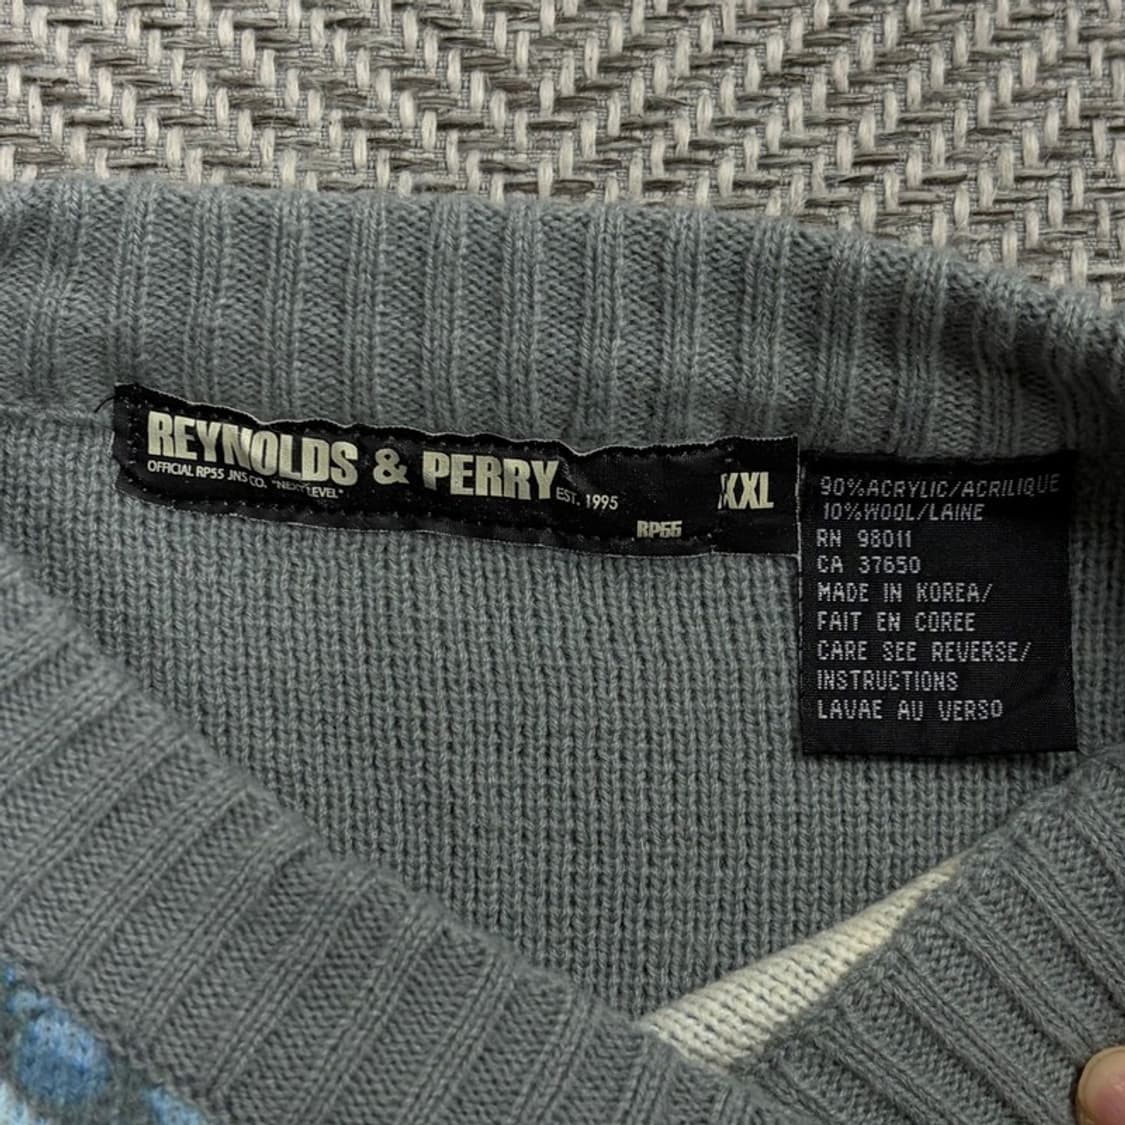 REYNOLDS & PERRY
OFFICIAL RP55 JNS CO. "NEXT LEVEL"
EST. 1995
RP55
XXL
90%ACRYLIC/ACRILIQUE
10%WOOL/LAINE
RN 98011
CA 37650
MADE IN KOREA/
FAIT EN COREE
CARE SEE REVERSE/
INSTRUCTIONS
LAVAE AU VERSO